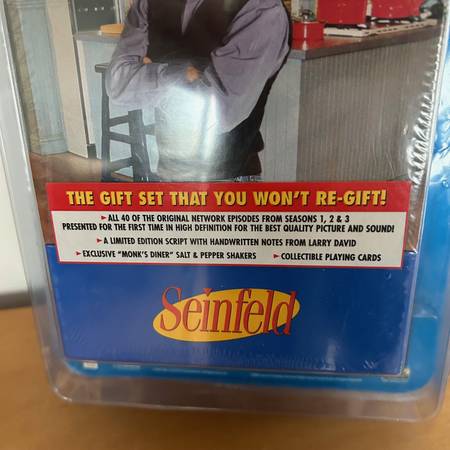 THE GIFT SET THAT YOU WON'T RE-GIFT!
►ALL 40 OF THE ORIGINAL NETWORK EPISODES FROM SEASONS 1, 2 & 3
PRESENTED FOR THE FIRST TIME IN HIGH DEFINITION FOR THE BEST QUALITY PICTURE AND SOUND!
►A LIMITED EDITION SCRIPT WITH HANDWRITTEN NOTES FROM LARRY DAVID
►EXCLUSIVE "MONK'S DINER" SALT & PEPPER SHAKERS ►COLLECTIBLE PLAYING CARDS
Seinfeld